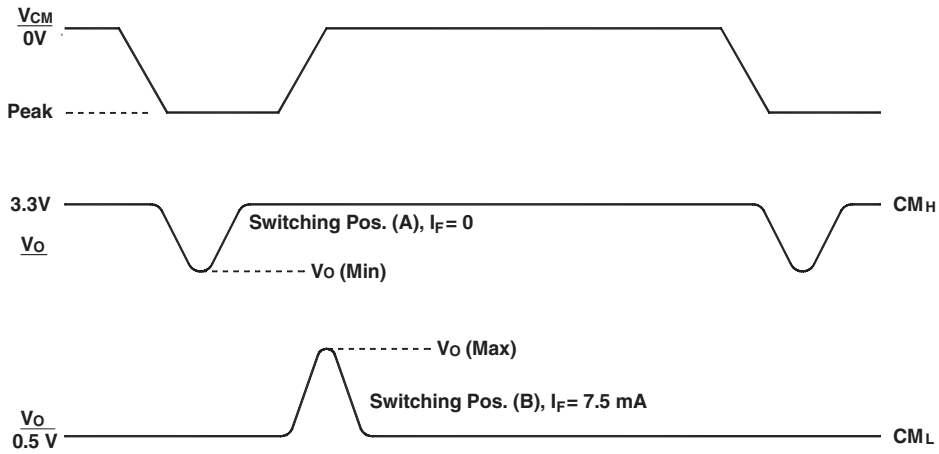 VCM
0V
Peak
3.3V
CMH
Switching Pos. (A), IF = 0
VO
VO (Min)
VO (Max)
Switching Pos. (B), IF = 7.5 mA
VO
0.5 V
CML